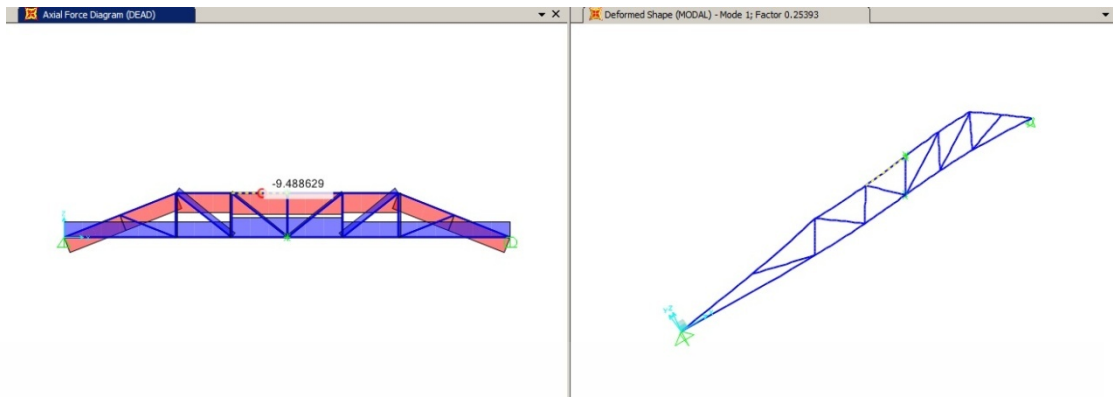 Axial Force Diagram (DEAD)
Deformed Shape (MODAL) - Mode 1; Factor 0.25393
-9.488629
Z
Z